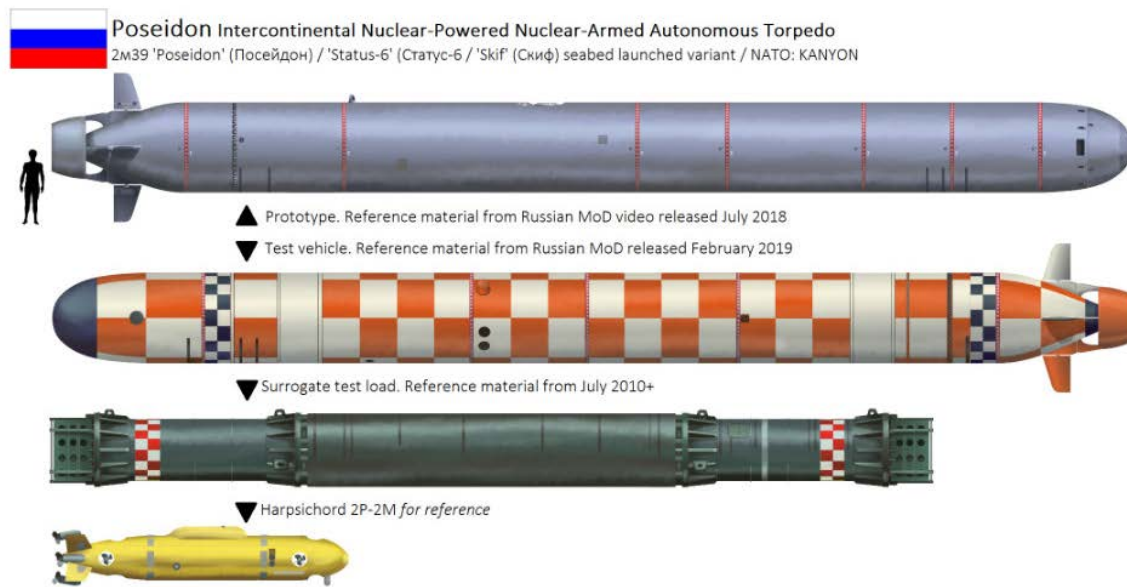 Poseidon Intercontinental Nuclear-Powered Nuclear-Armed Autonomous Torpedo
2м39 'Poseidon' (Посейдон) / 'Status-6' (Статус-6 / 'Skif' (Скиф) seabed launched variant / NATO: KANYON
Prototype. Reference material from Russian MoD video released July 2018
Test vehicle. Reference material from Russian MoD released February 2019
Surrogate test load. Reference material from July 2010+
Harpsichord 2P-2M for reference